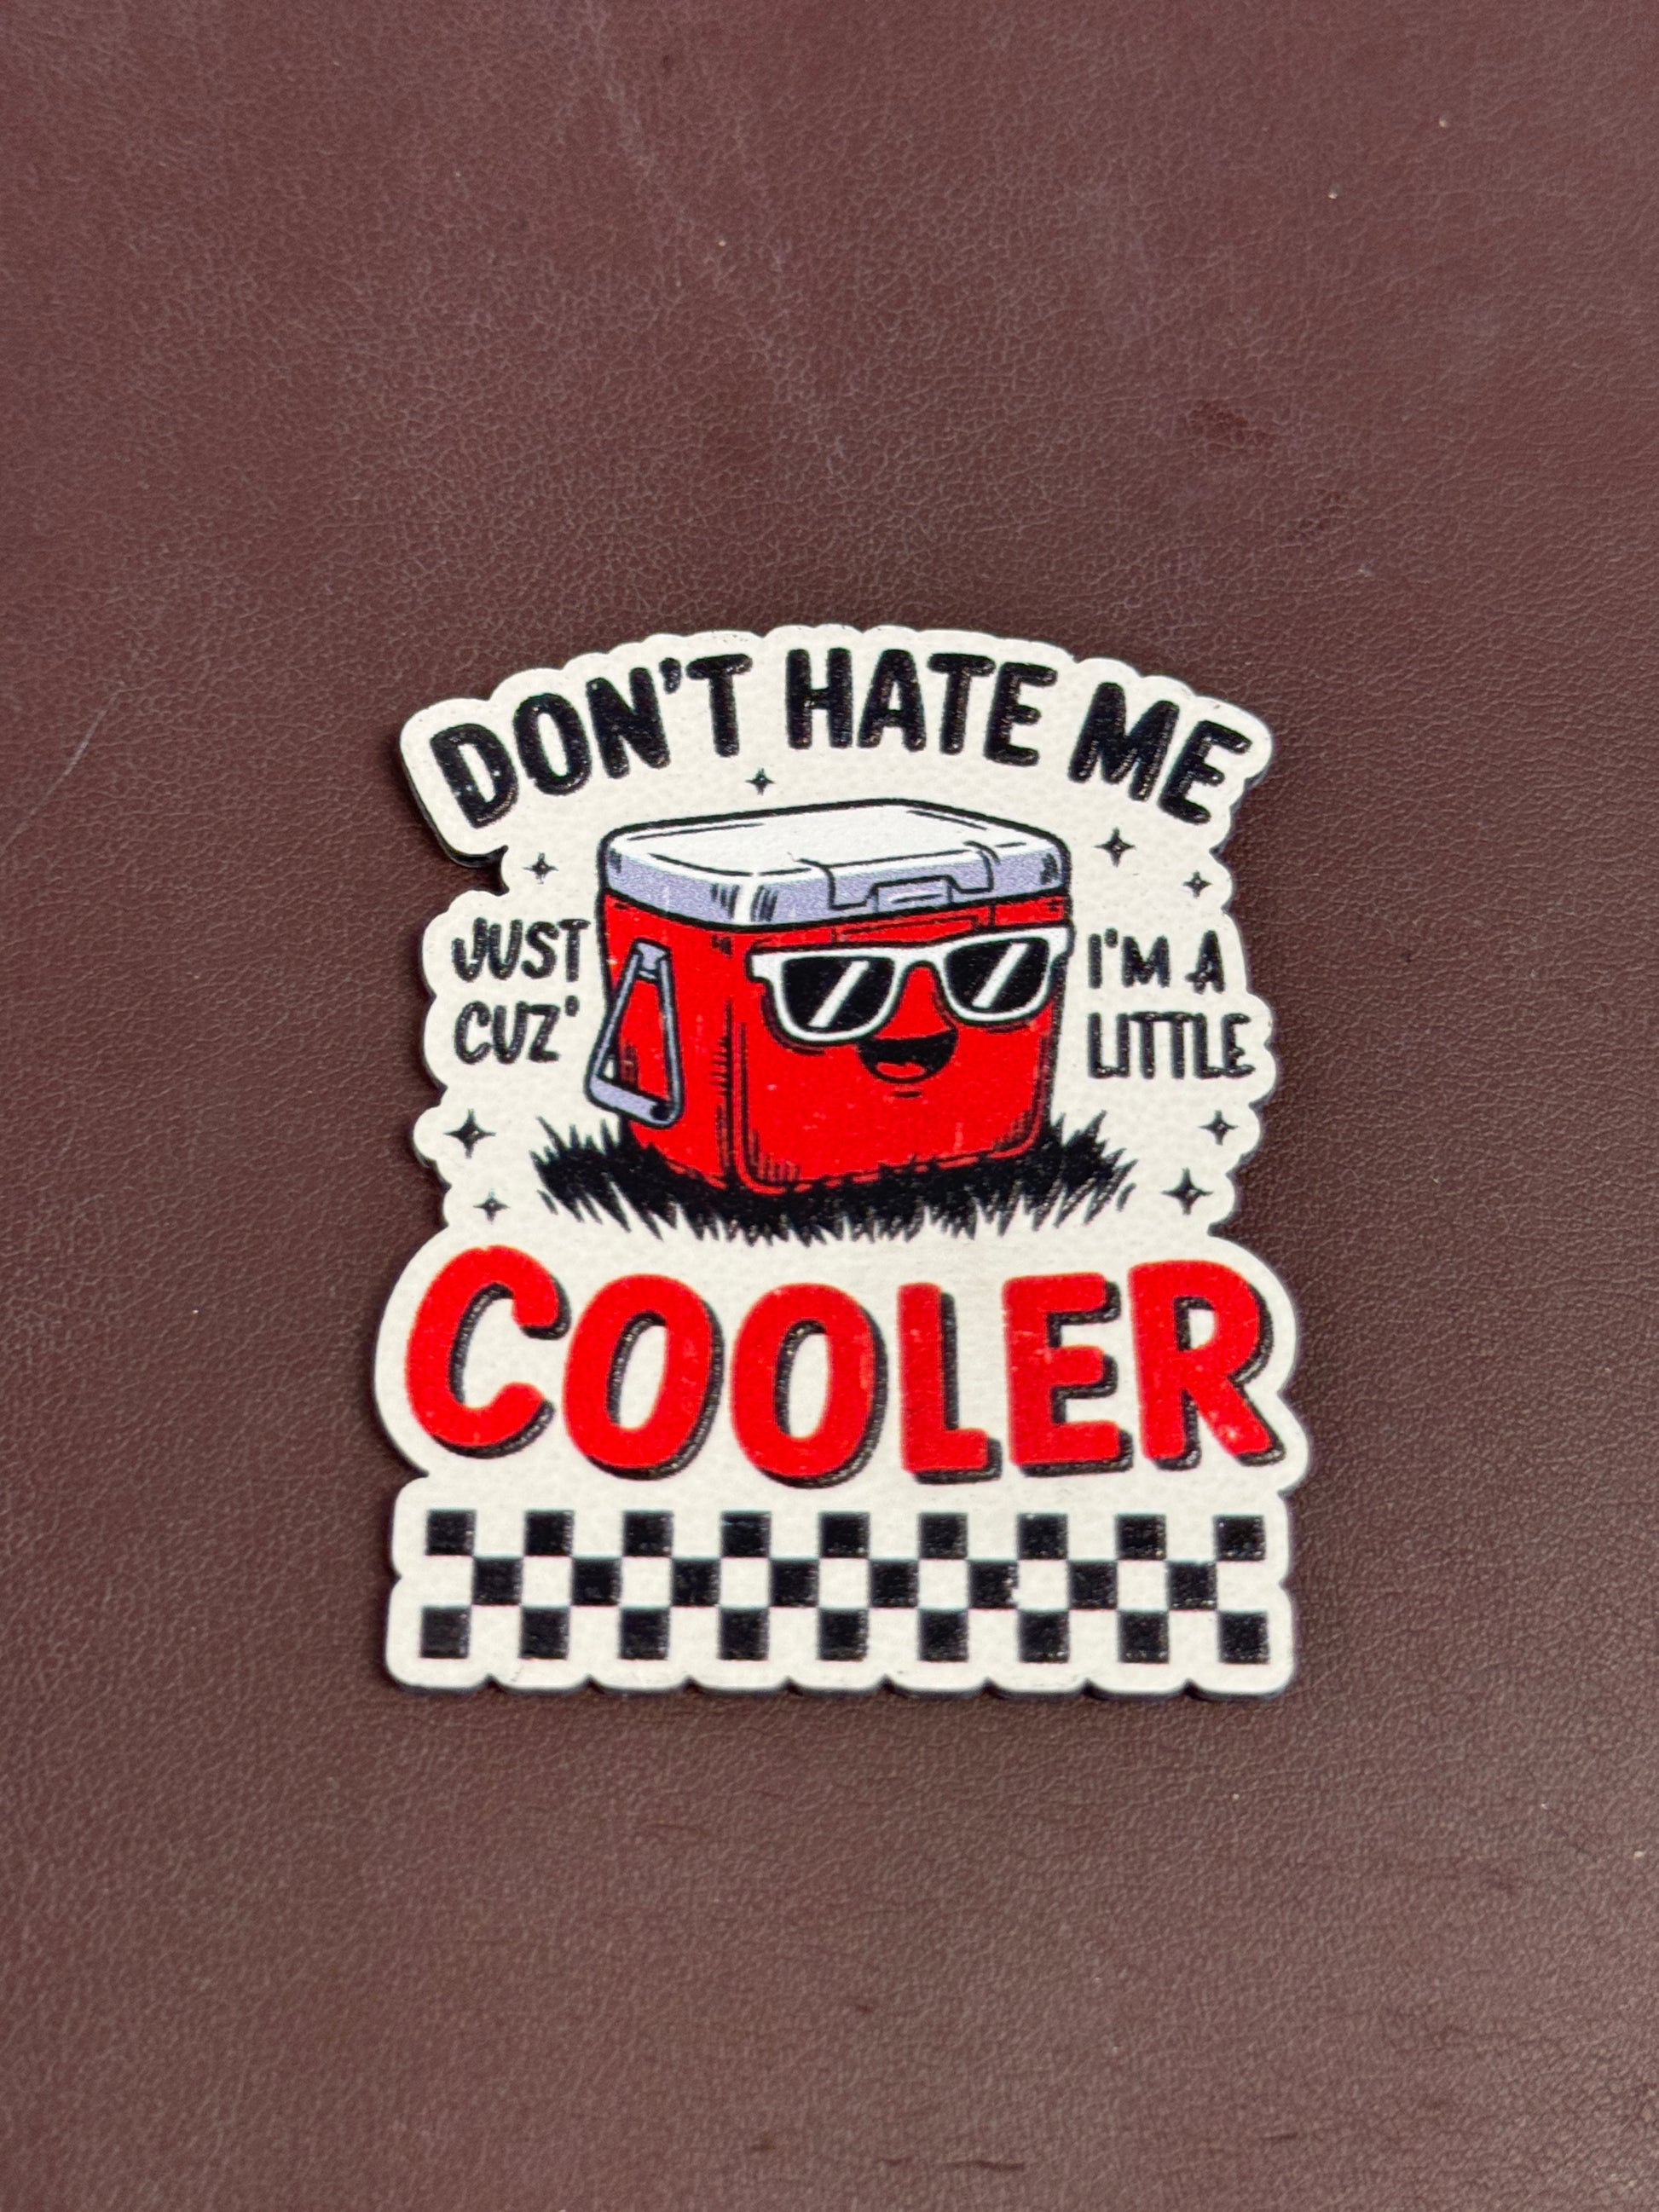 DON'T HATE ME
JUST
CUZ'
I'M A
LITTLE
COOLER